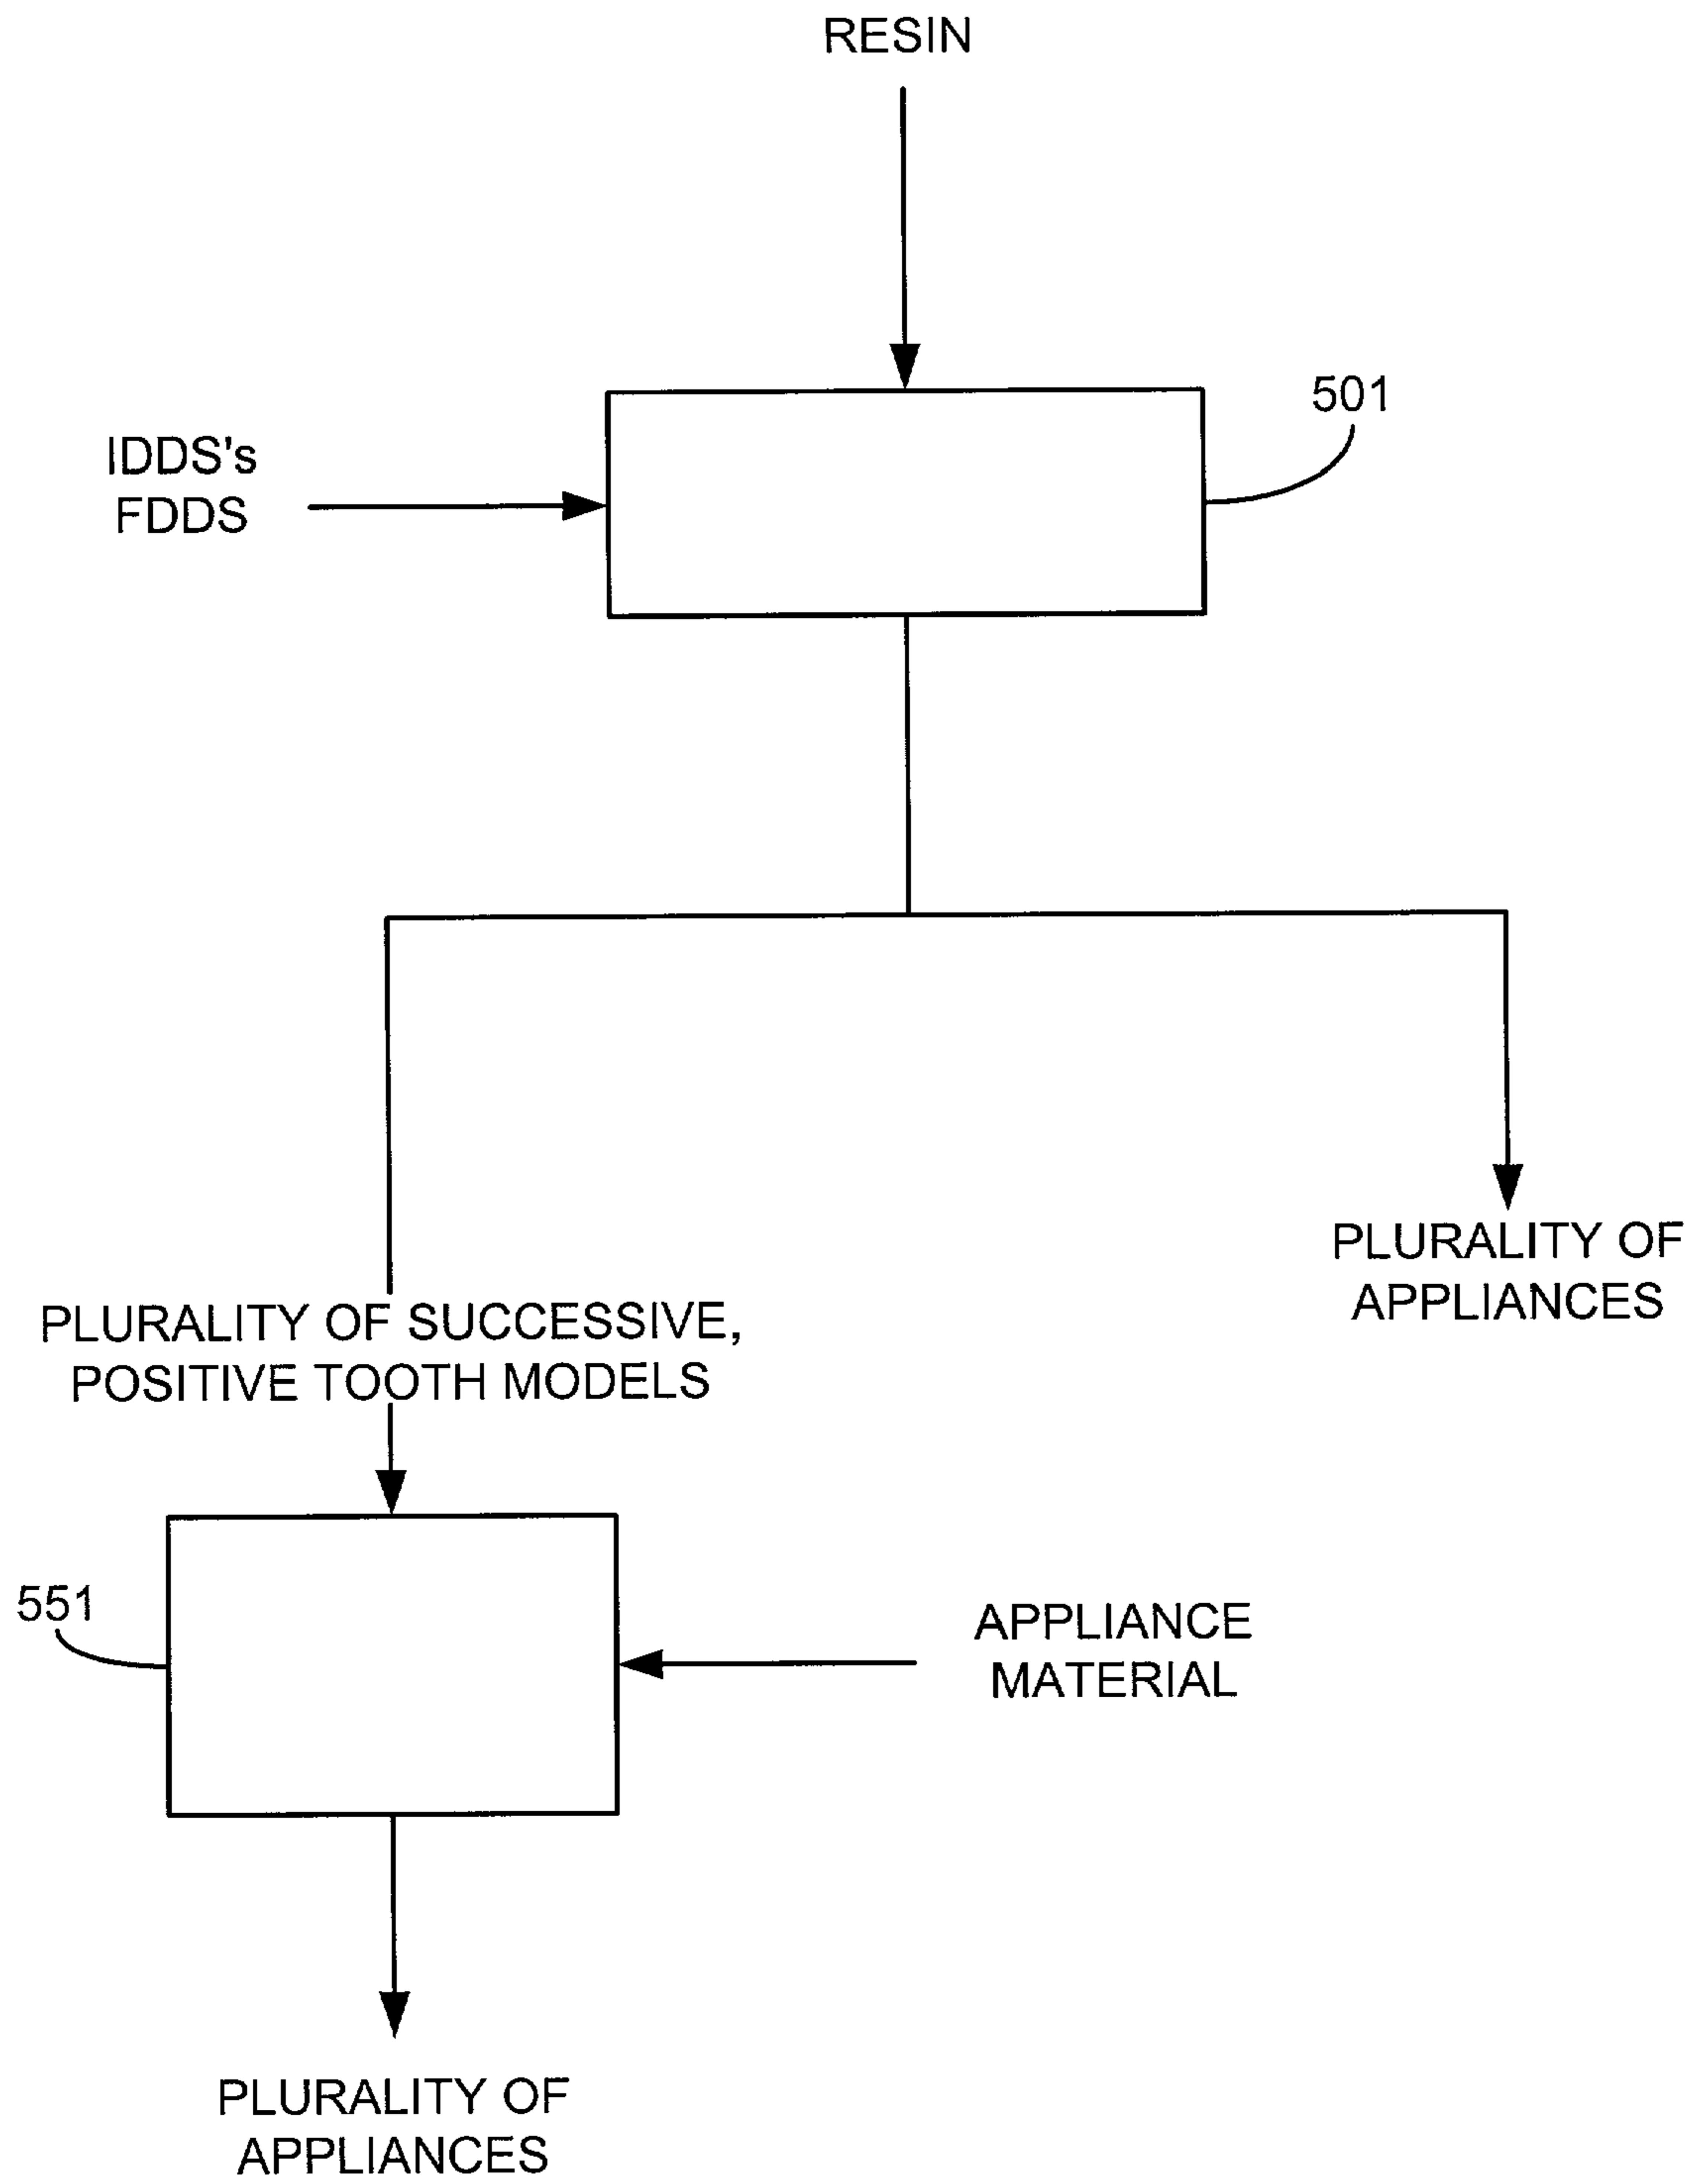 RESIN
501
IDDS's
FDDS
PLURALITY OF
APPLIANCES
PLURALITY OF SUCCESSIVE,
POSITIVE TOOTH MODELS
551
APPLIANCE
MATERIAL
PLURALITY OF
APPLIANCES